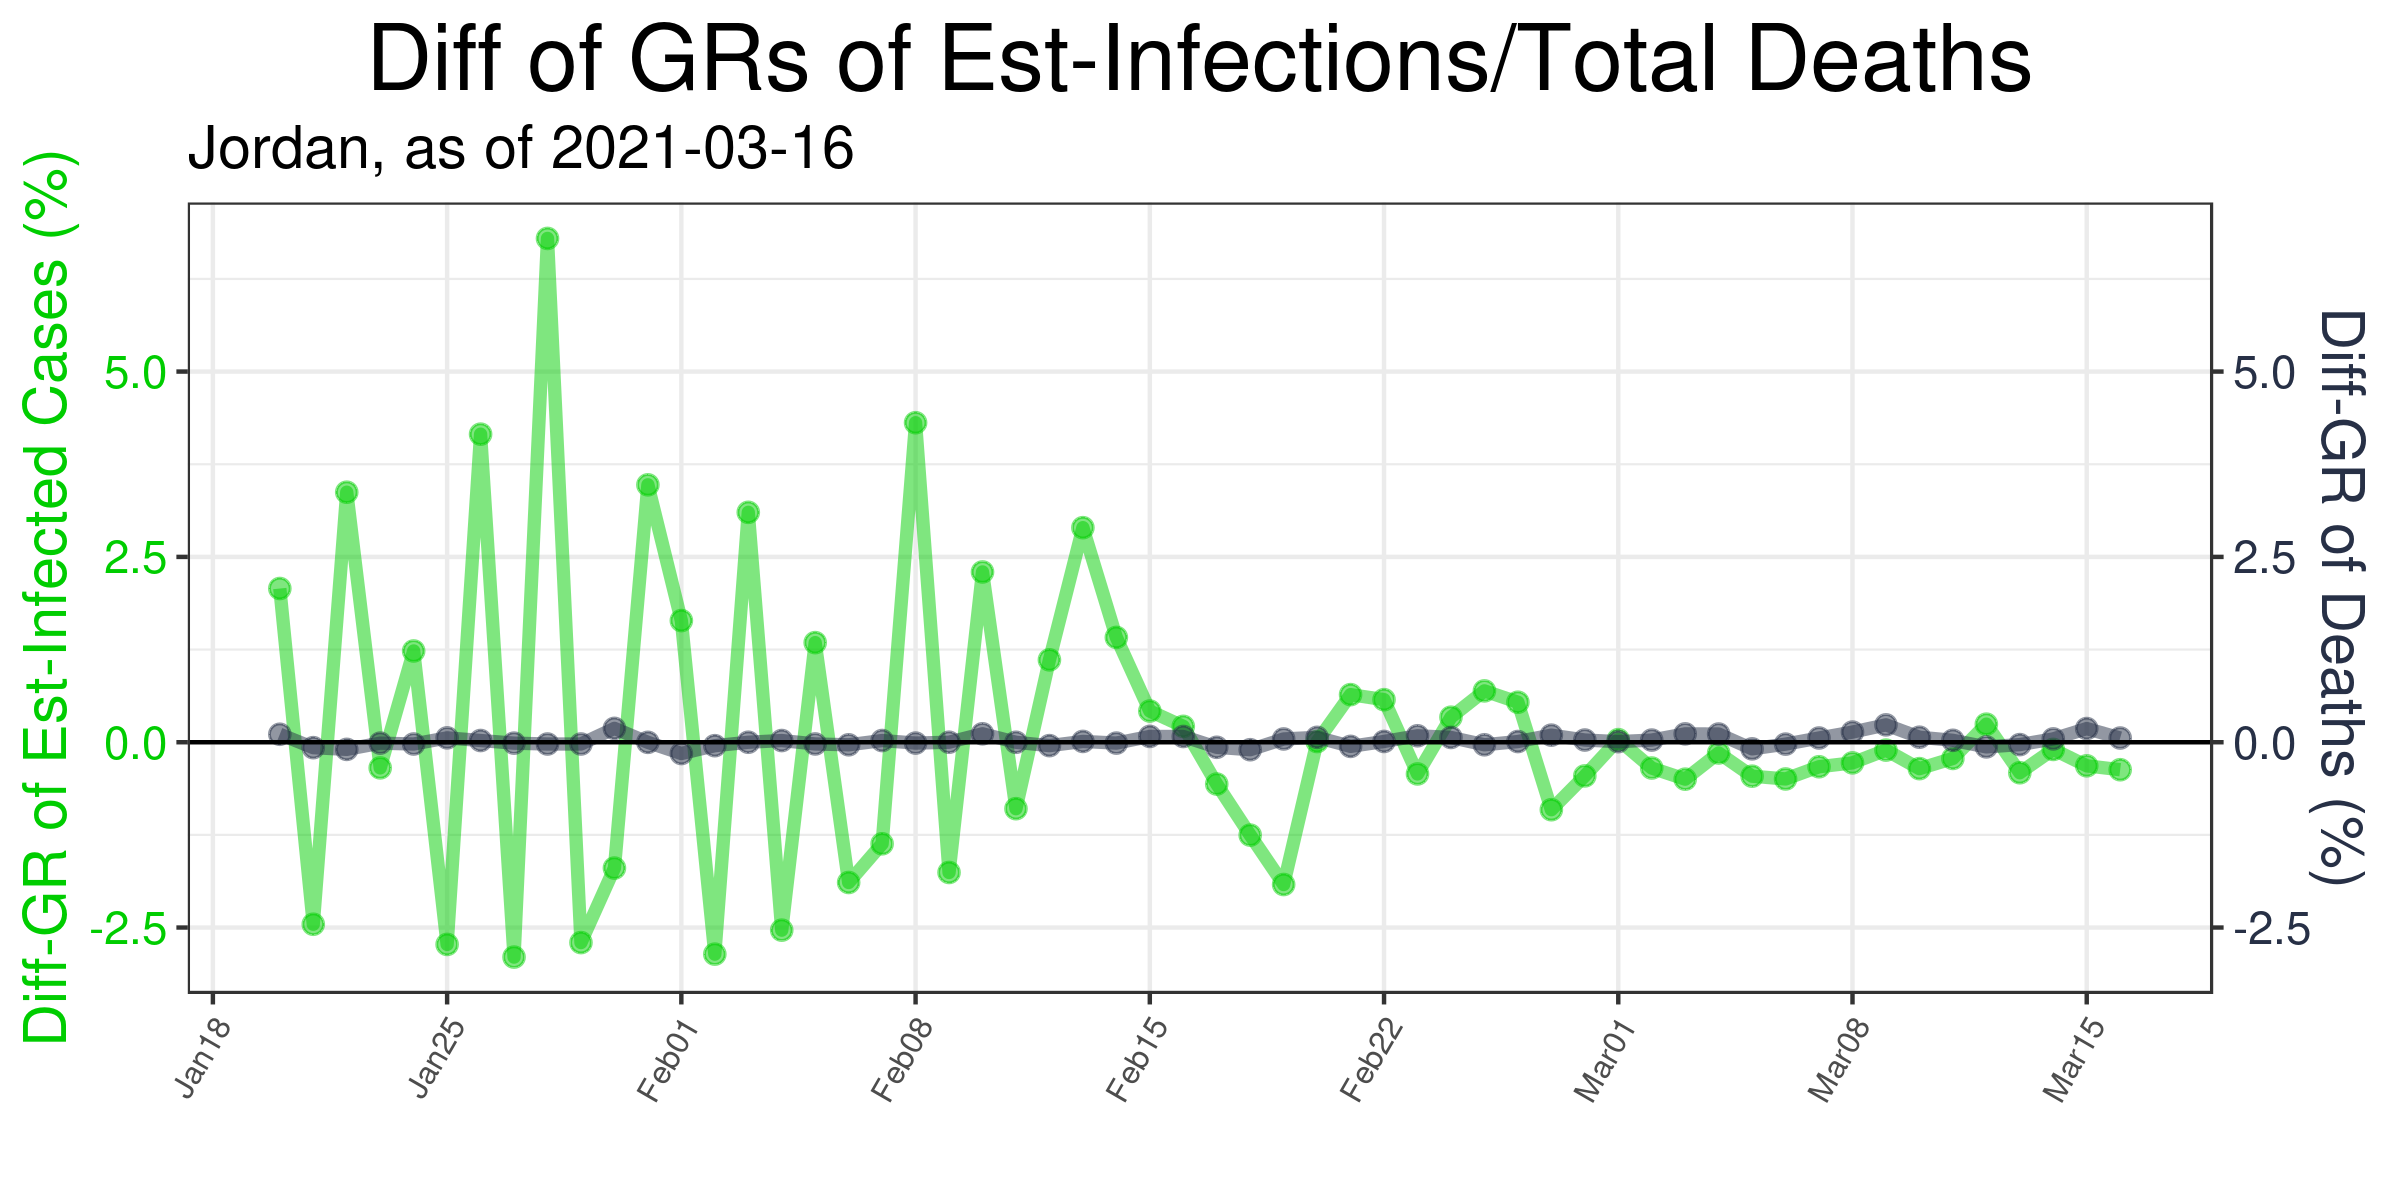 Diff of GRs of Est-Infections/Total Deaths
Jordan, as of 2021-03-16
Diff-GR of Est-Infected Cases (%)
5.0
2.5
0.0
-2.5
5.0
2.5
0.0
-2.5
Diff-GR of Deaths (%)
Jan18
Jan25
Feb01
Feb08
Feb15
Feb22
Mar01
Mar08
Mar15